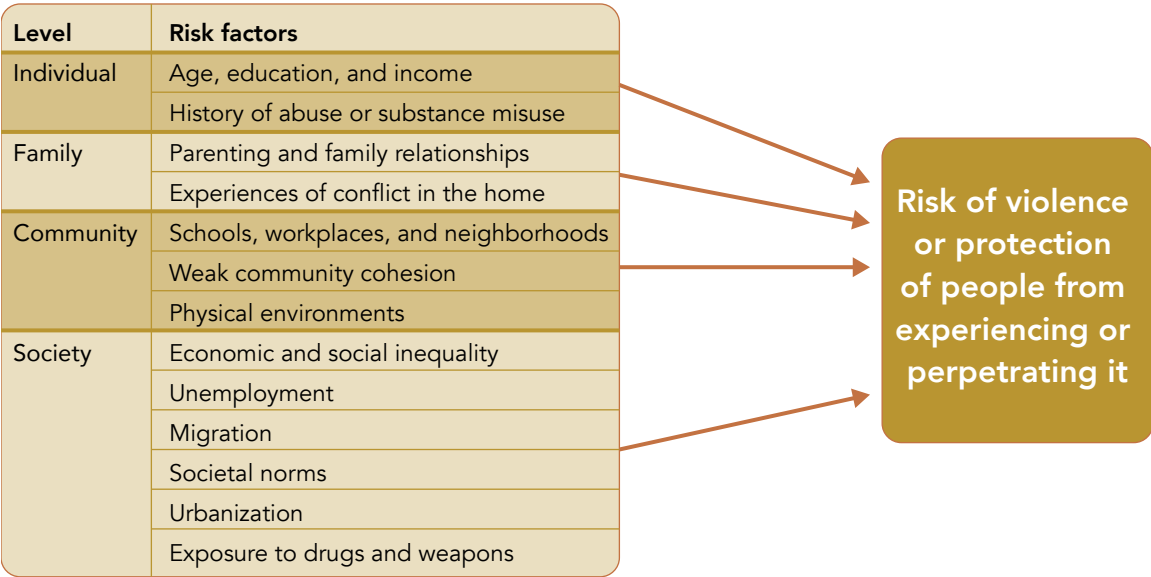 Level Risk factors
Individual Age, education, and income
History of abuse or substance misuse
Family Parenting and family relationships
Experiences of conflict in the home
Community Schools, workplaces, and neighborhoods
Weak community cohesion
Physical environments
Society Economic and social inequality
Unemployment
Migration
Societal norms
Urbanization
Exposure to drugs and weapons
Risk of violence
or protection
of people from
experiencing or
perpetrating it